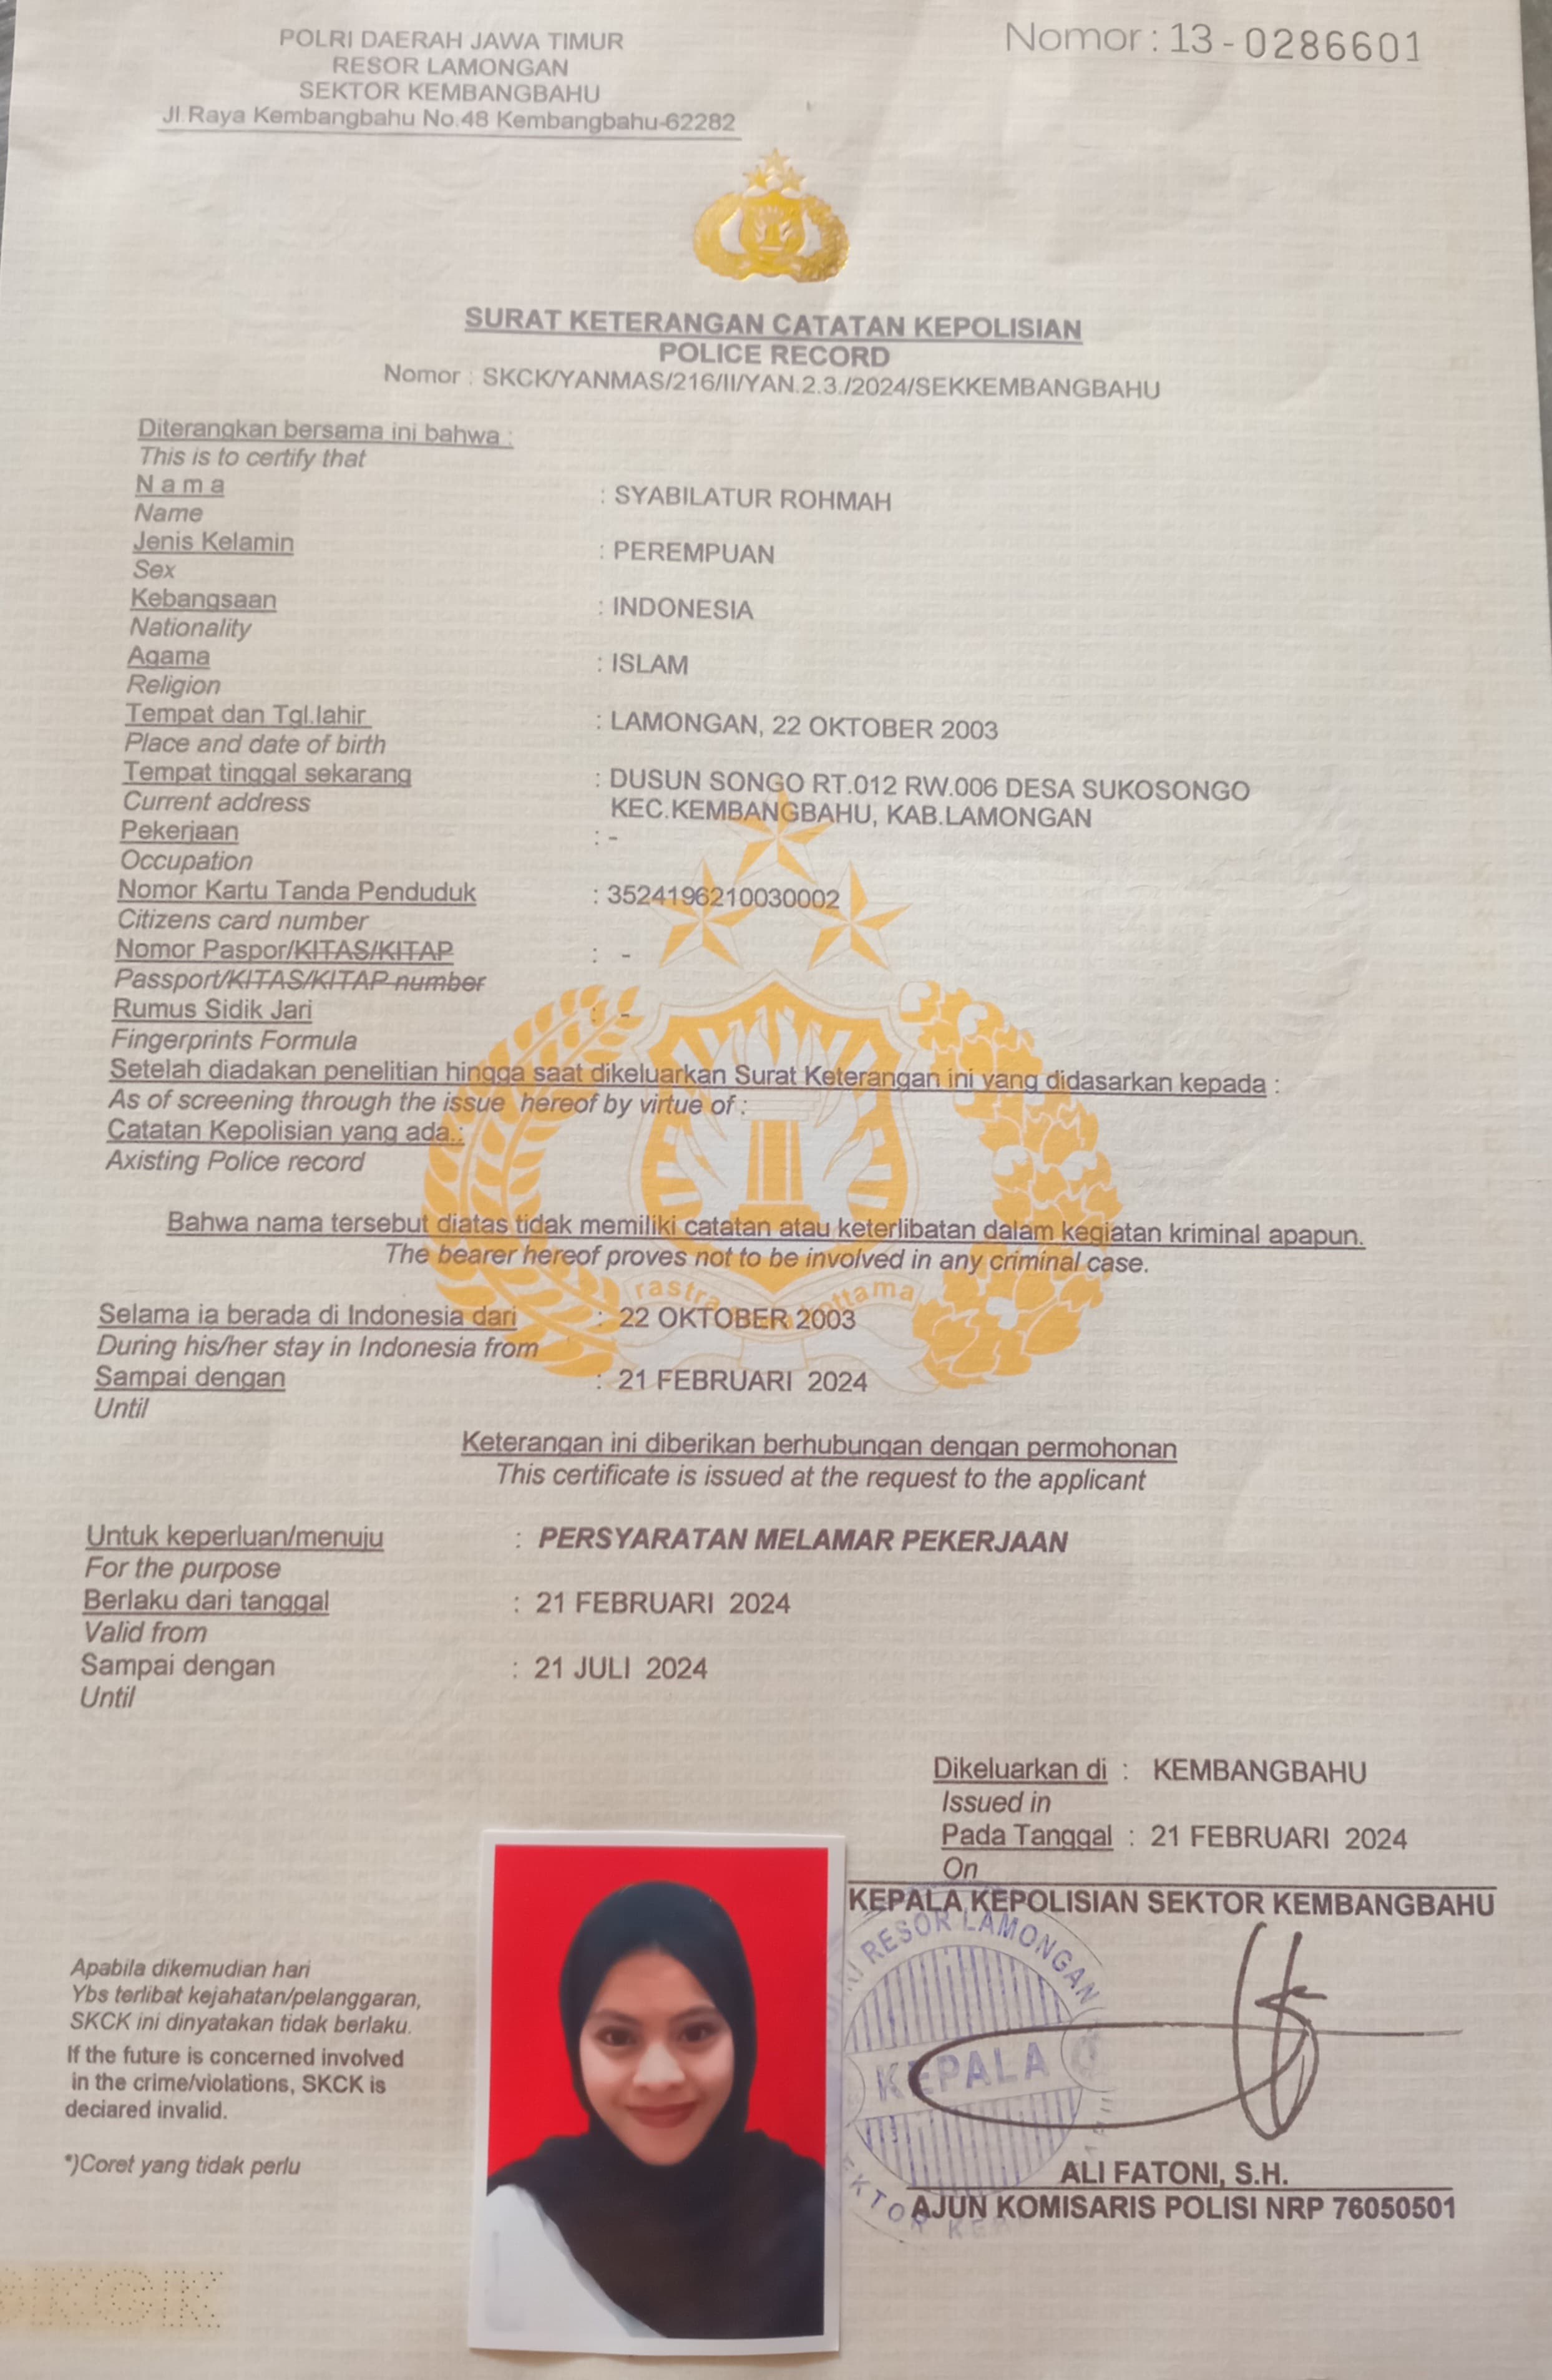 POLRI DAERAH JAWA TIMUR
RESOR LAMONGAN
SEKTOR KEMBANGBAHU
Jl.Raya Kembangbahu No.48 Kembangbahu-62282
Nomor : 13 - 0286601
SURAT KETERANGAN CATATAN KEPOLISIAN
POLICE RECORD
Nomor : SKCK/YANMAS/216/II/YAN.2.3./2024/SEKKEMBANGBAHU
Diterangkan bersama ini bahwa :
This is to certify that
N a m a : SYABILATUR ROHMAH
Name
Jenis Kelamin : PEREMPUAN
Sex
Kebangsaan : INDONESIA
Nationality
Agama : ISLAM
Religion
Tempat dan Tgl.lahir : LAMONGAN, 22 OKTOBER 2003
Place and date of birth
Tempat tinggal sekarang : DUSUN SONGO RT.012 RW.006 DESA SUKOSONGO
Current address KEC.KEMBANGBAHU, KAB.LAMONGAN
Pekerjaan : -
Occupation
Nomor Kartu Tanda Penduduk : 3524196210030002
Citizens card number
Nomor Paspor/KITAS/KITAP : -
Passport/KITAS/KITAP number
Rumus Sidik Jari : -
Fingerprints Formula
Setelah diadakan penelitian hingga saat dikeluarkan Surat Keterangan ini yang didasarkan kepada :
As of screening through the issue hereof by virtue of :
Catatan Kepolisian yang ada.:
Axisting Police record
Bahwa nama tersebut diatas tidak memiliki catatan atau keterlibatan dalam kegiatan kriminal apapun.
The bearer hereof proves not to be involved in any criminal case.
rastra ottama
Selama ia berada di Indonesia dari : 22 OKTOBER 2003
During his/her stay in Indonesia from
Sampai dengan : 21 FEBRUARI 2024
Until
Keterangan ini diberikan berhubungan dengan permohonan
This certificate is issued at the request to the applicant
Untuk keperluan/menuju : PERSYARATAN MELAMAR PEKERJAAN
For the purpose
Berlaku dari tanggal : 21 FEBRUARI 2024
Valid from
Sampai dengan : 21 JULI 2024
Until
Dikeluarkan di : KEMBANGBAHU
Issued in
Pada Tanggal : 21 FEBRUARI 2024
On
KEPALA KEPOLISIAN SEKTOR KEMBANGBAHU
RESOR LAMONGAN
KEPALA
ALI FATONI, S.H.
AJUN KOMISARIS POLISI NRP 76050501
Apabila dikemudian hari
Ybs terlibat kejahatan/pelanggaran,
SKCK ini dinyatakan tidak berlaku.
If the future is concerned involved
in the crime/violations, SKCK is
deciared invalid.
*)Coret yang tidak perlu